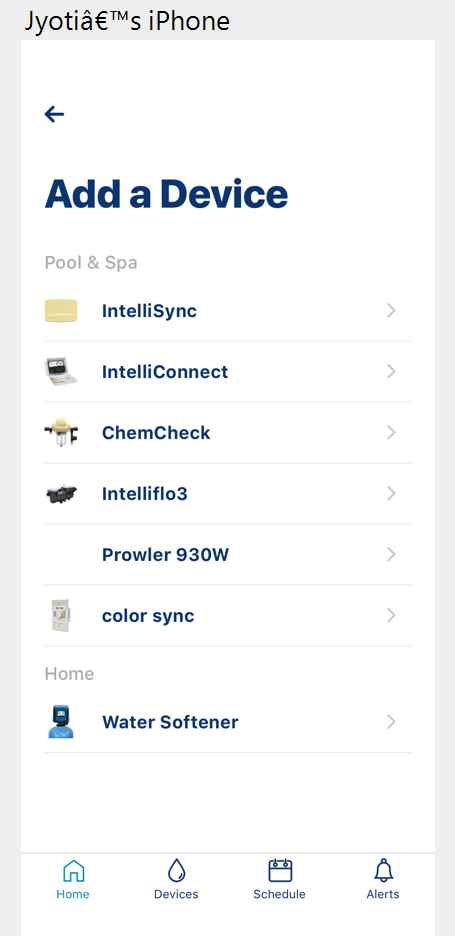 Jyotiâ€™s iPhone
Add a Device
Pool & Spa
IntelliSync
IntelliConnect
ChemCheck
Intelliflo3
Prowler 930W
color sync
Home
Water Softener
Home Devices Schedule Alerts